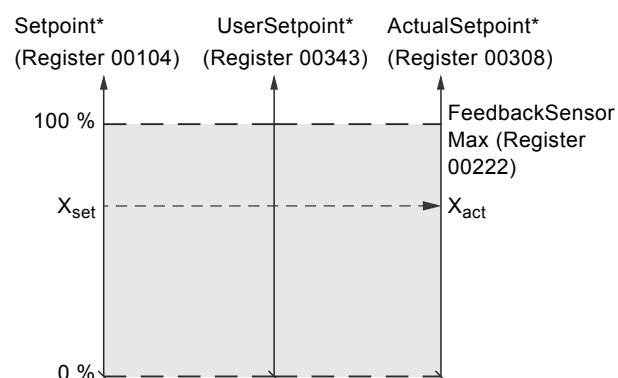 Setpoint*
(Register 00104)
UserSetpoint*
(Register 00343)
ActualSetpoint*
(Register 00308)
100 %
FeedbackSensor
Max (Register
00222)
Xset
Xact
0 %